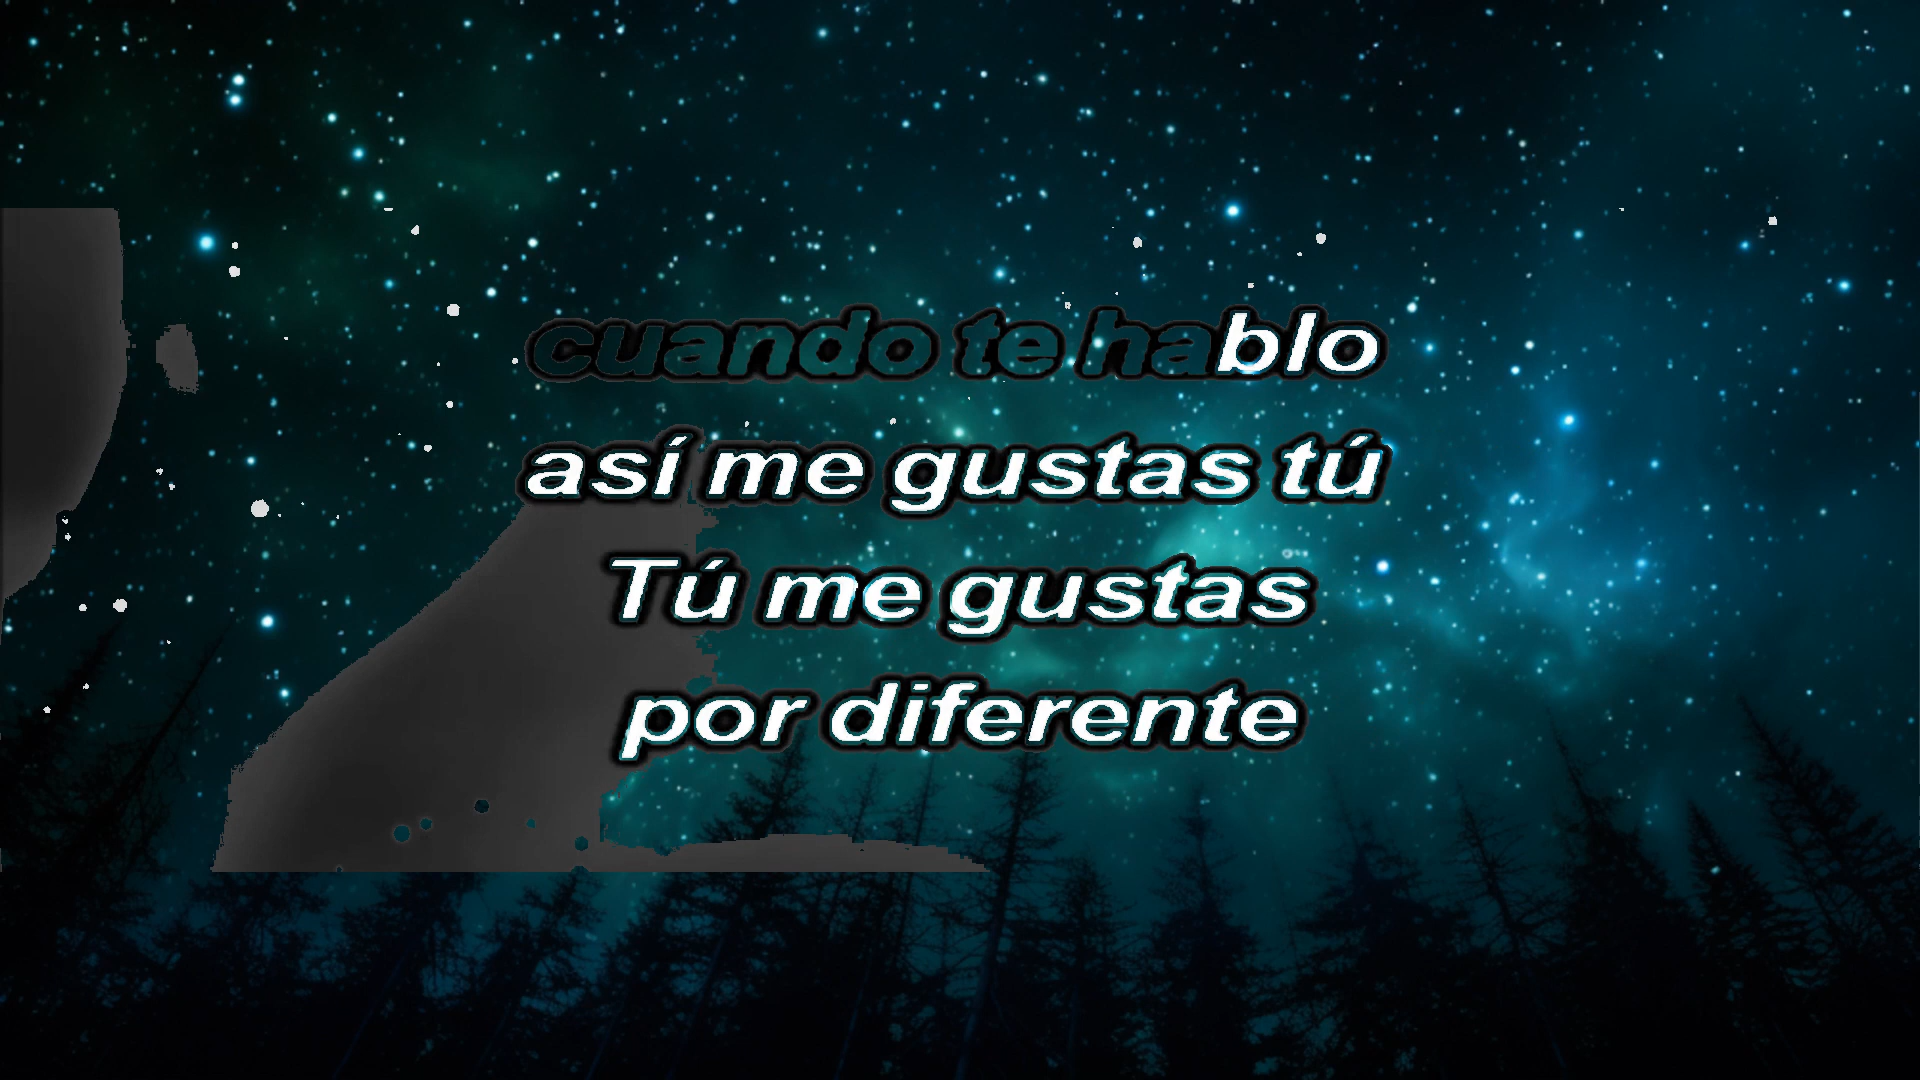 cuando te hablo
así me gustas tú
Tú me gustas
por diferente